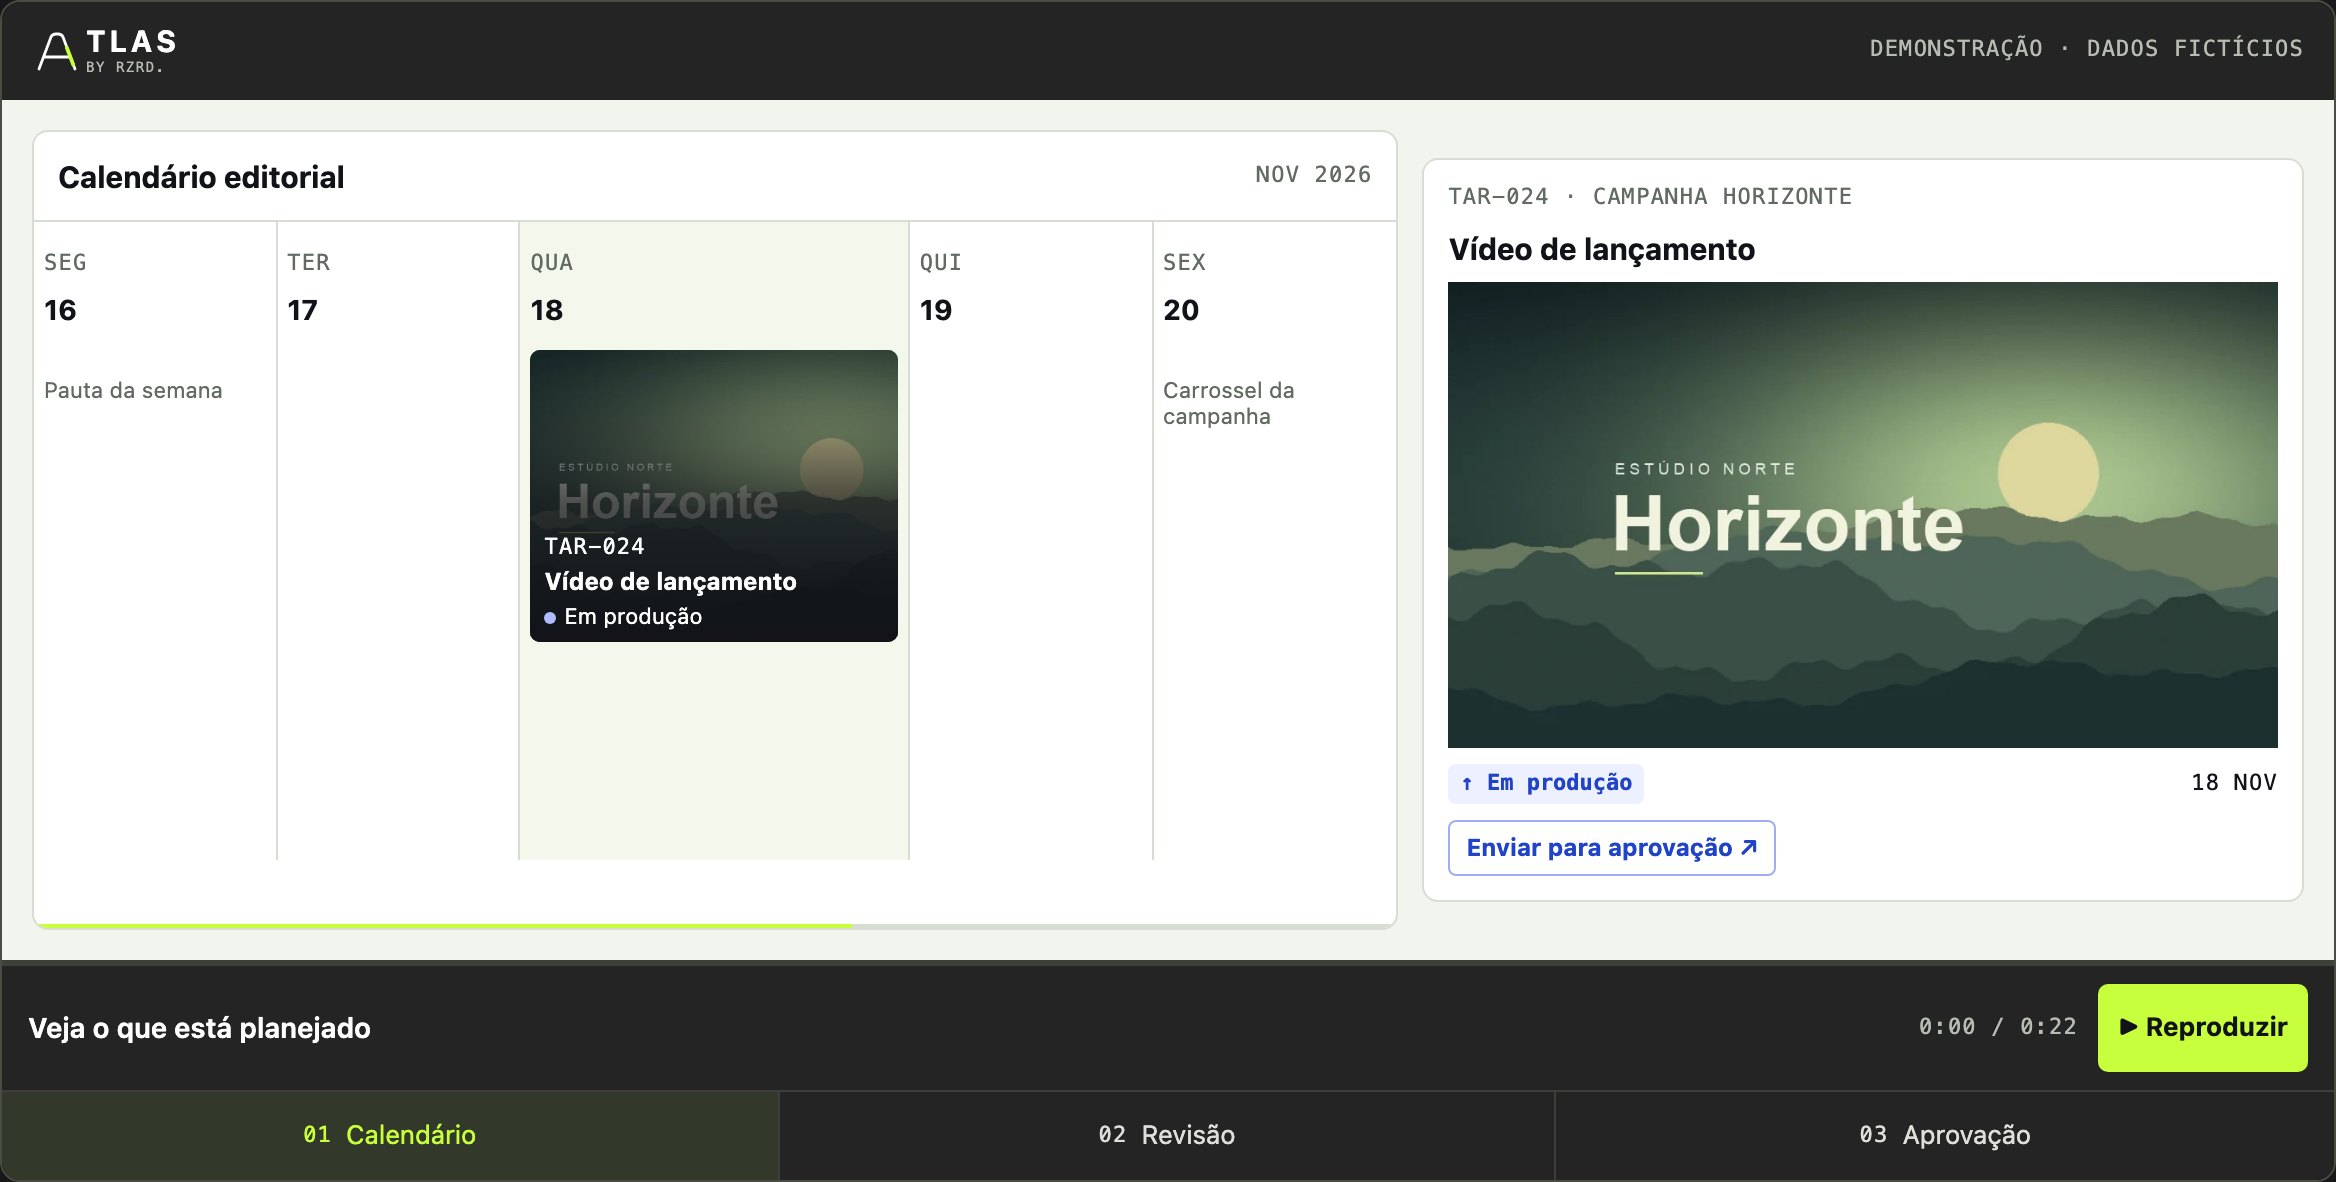 ATLAS
BY RZRD.
DEMONSTRAÇÃO · DADOS FICTÍCIOS
Calendário editorial
NOV 2026
SEG
16
Pauta da semana
TER
17
QUA
18
ESTÚDIO NORTE
Horizonte
TAR-024
Vídeo de lançamento
Em produção
QUI
19
SEX
20
Carrossel da
campanha
TAR-024 · CAMPANHA HORIZONTE
Vídeo de lançamento
ESTÚDIO NORTE
Horizonte
↑ Em produção
18 NOV
Enviar para aprovação ↗
Veja o que está planejado
0:00 / 0:22
▶ Reproduzir
01 Calendário
02 Revisão
03 Aprovação